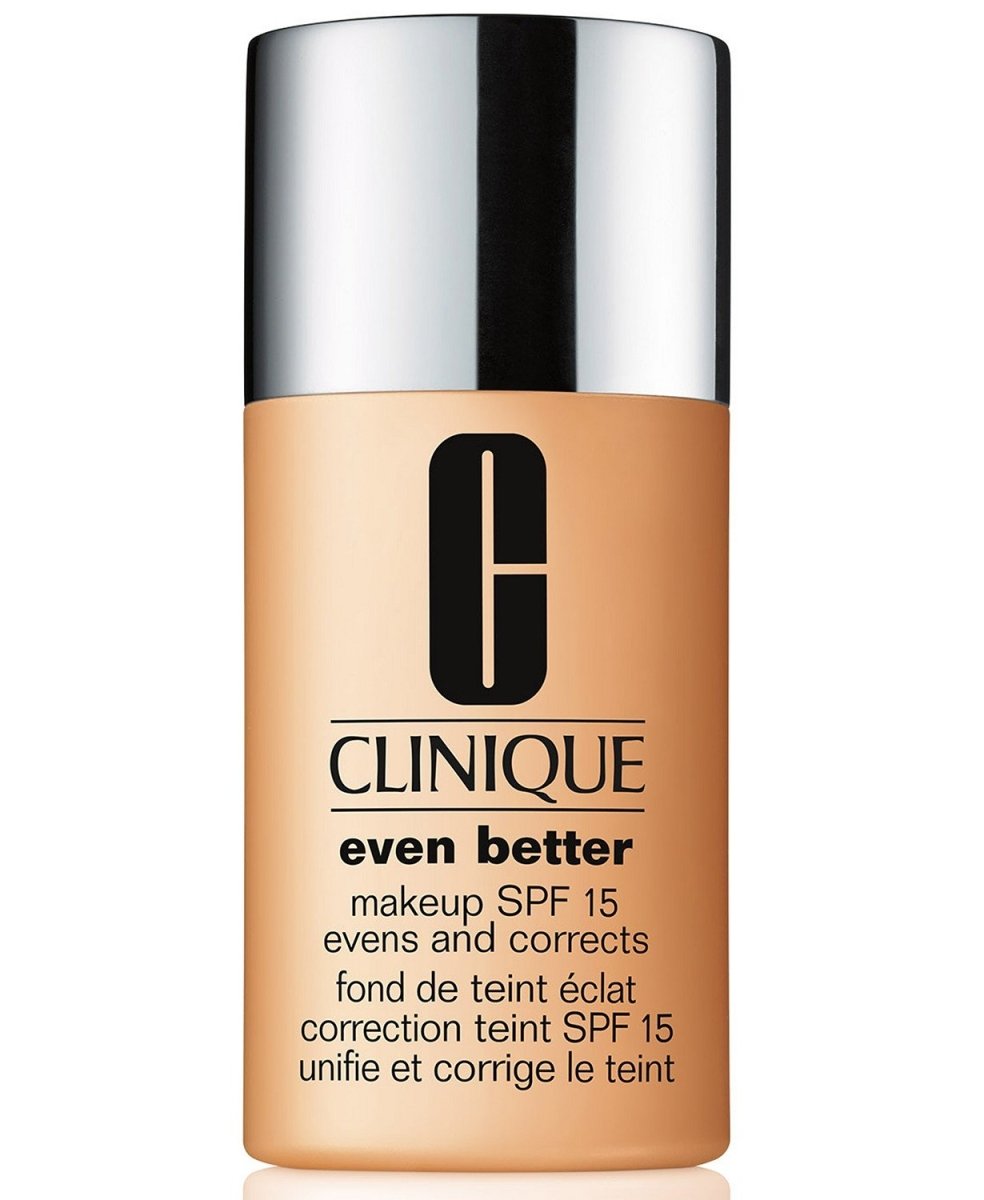 C
CLINIQUE
even better
makeup SPF 15
evens and corrects
fond de teint éclat
correction teint SPF 15
unifie et corrige le teint